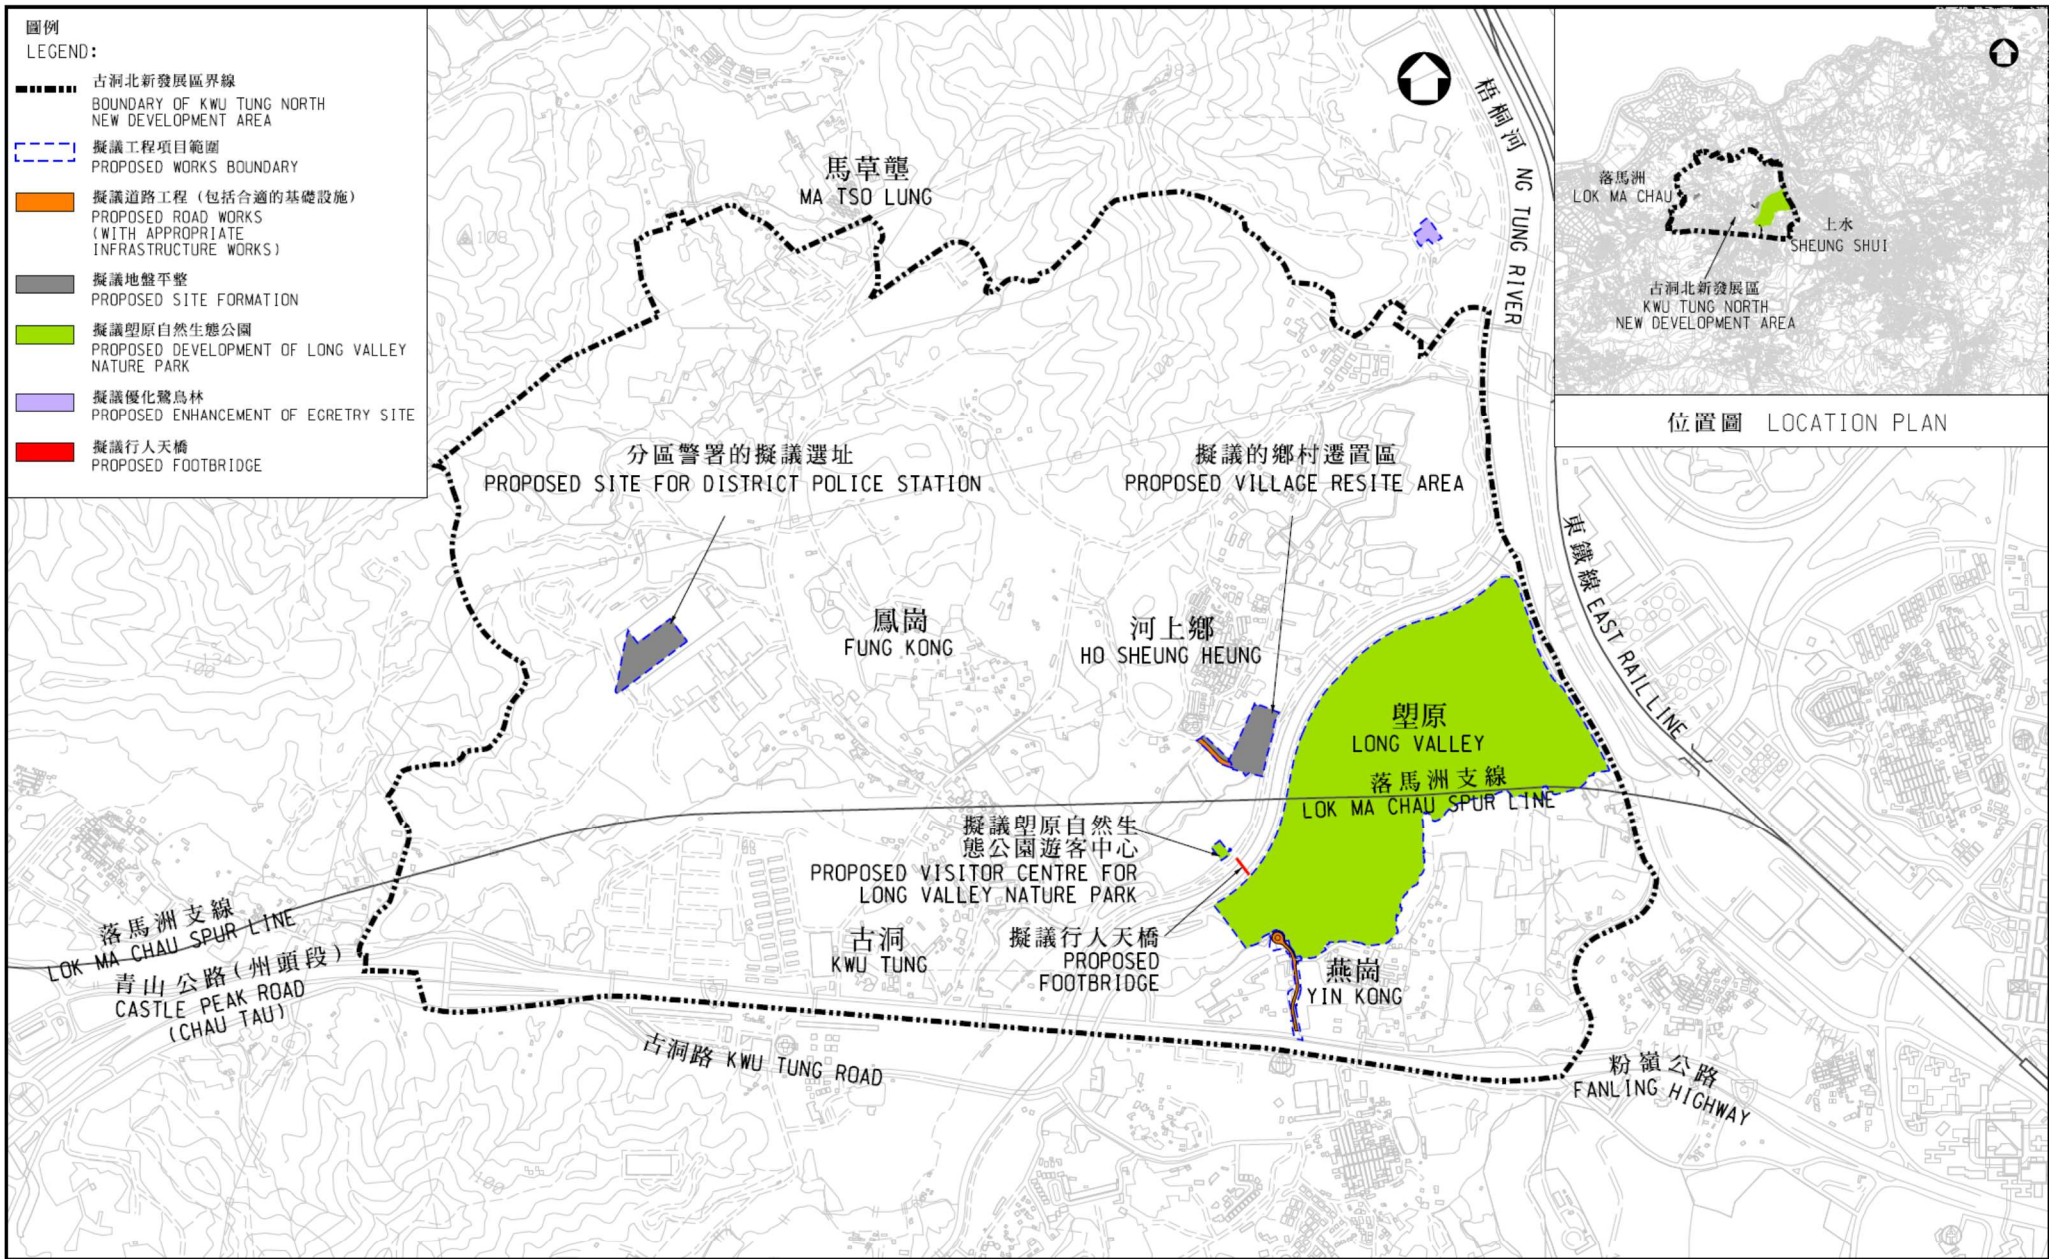 圖例
LEGEND:
古洞北新發展區界線
BOUNDARY OF KWU TUNG NORTH
NEW DEVELOPMENT AREA
擬議工程項目範圍
PROPOSED WORKS BOUNDARY
擬議道路工程 (包括合適的基礎設施)
PROPOSED ROAD WORKS
(WITH APPROPRIATE
INFRASTRUCTURE WORKS)
擬議地盤平整
PROPOSED SITE FORMATION
擬議塱原自然生態公園
PROPOSED DEVELOPMENT OF LONG VALLEY
NATURE PARK
擬議優化鷺鳥林
PROPOSED ENHANCEMENT OF EGRETRY SITE
擬議行人天橋
PROPOSED FOOTBRIDGE
馬草壟
MA TSO LUNG
梧桐河 NG TUNG RIVER
落馬洲
LOK MA CHAU
上水
SHEUNG SHUI
古洞北新發展區
KWU TUNG NORTH
NEW DEVELOPMENT AREA
位置圖 LOCATION PLAN
108
183
100
分區警署的擬議選址
PROPOSED SITE FOR DISTRICT POLICE STATION
擬議的鄉村遷置區
PROPOSED VILLAGE RESITE AREA
東鐵線 EAST RAIL LINE
鳳崗
FUNG KONG
河上鄉
HO SHEUNG HEUNG
塱原
LONG VALLEY
落馬洲支線
LOK MA CHAU SPUR LINE
擬議塱原自然生
態公園遊客中心
PROPOSED VISITOR CENTRE FOR
LONG VALLEY NATURE PARK
擬議行人天橋
PROPOSED
FOOTBRIDGE
古洞
KWU TUNG
燕崗
YIN KONG
16
落馬洲支線
LOK MA CHAU SPUR LINE
青山公路(州頭段)
CASTLE PEAK ROAD
(CHAU TAU)
古洞路 KWU TUNG ROAD
粉嶺公路
FANLING HIGHWAY
100